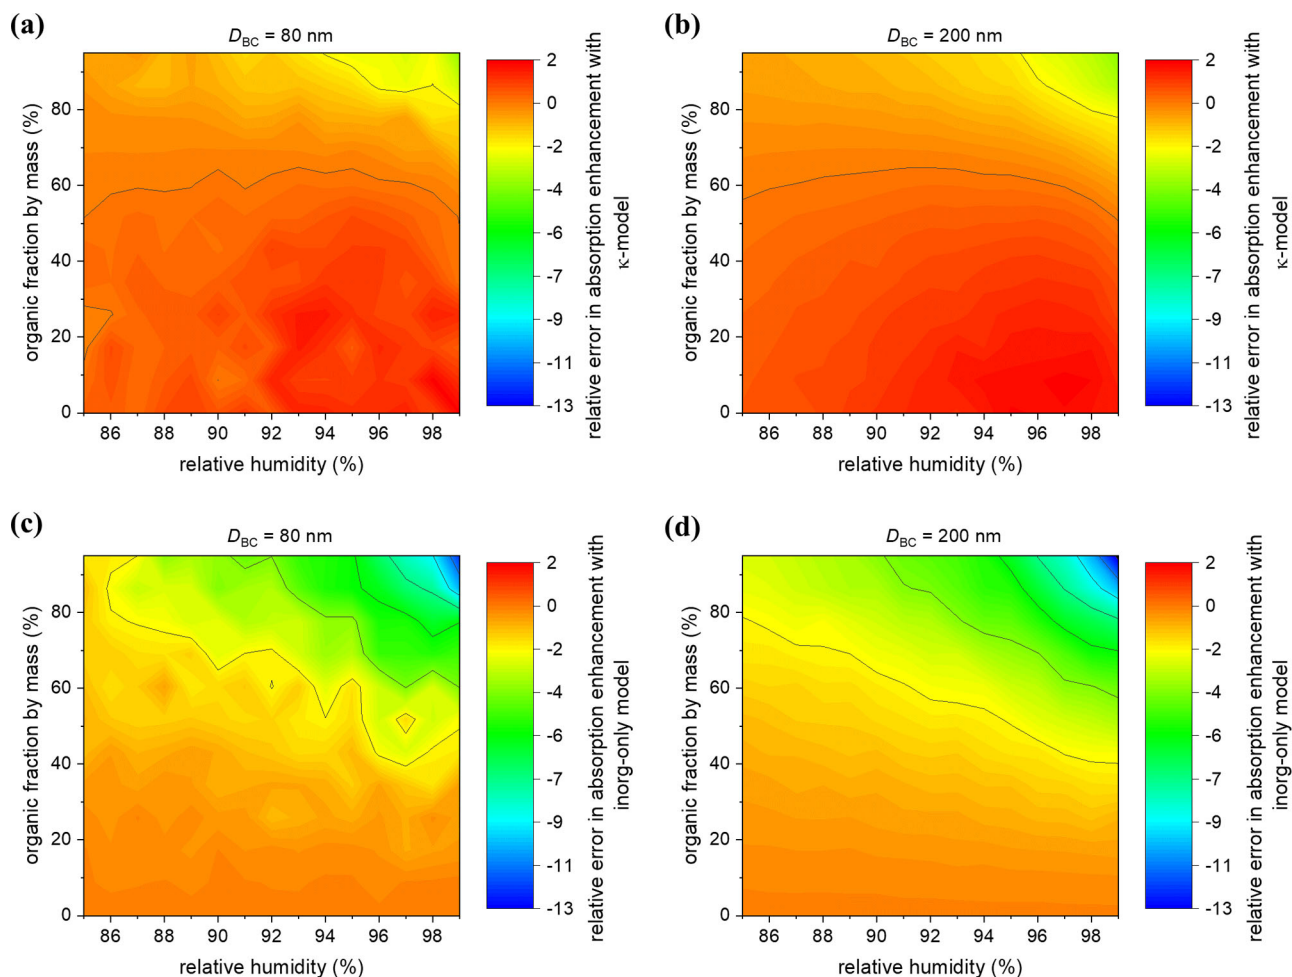 (a)
D_BC = 80 nm
organic fraction by mass (%)
80
60
40
20
0
86 88 90 92 94 96 98
relative humidity (%)
2
0
-2
-4
-6
-9
-11
-13
relative error in absorption enhancement with
κ-model
(b)
D_BC = 200 nm
organic fraction by mass (%)
80
60
40
20
0
86 88 90 92 94 96 98
relative humidity (%)
2
0
-2
-4
-6
-9
-11
-13
relative error in absorption enhancement with
κ-model
(c)
D_BC = 80 nm
organic fraction by mass (%)
80
60
40
20
0
86 88 90 92 94 96 98
relative humidity (%)
2
0
-2
-4
-6
-9
-11
-13
relative error in absorption enhancement with
inorg-only model
(d)
D_BC = 200 nm
organic fraction by mass (%)
80
60
40
20
0
86 88 90 92 94 96 98
relative humidity (%)
2
0
-2
-4
-6
-9
-11
-13
relative error in absorption enhancement with
inorg-only model